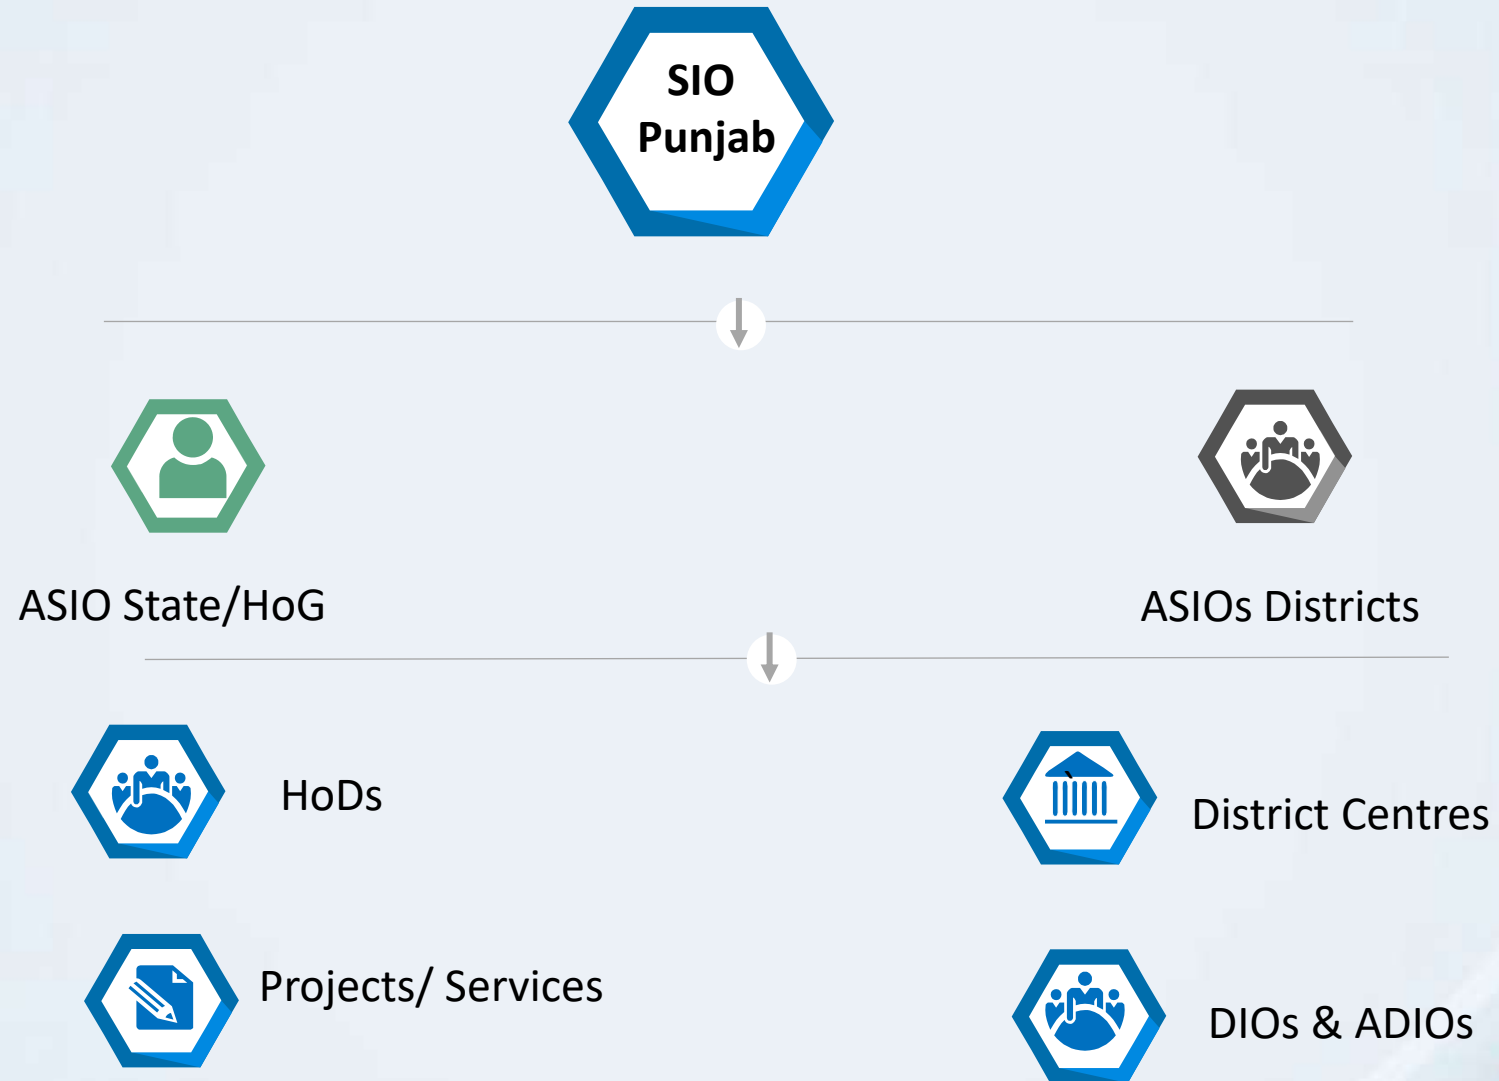 SIO
Punjab
ASIO State/HoG
ASIOs Districts
HoDs
District Centres
Projects/ Services
DIOs & ADIOs